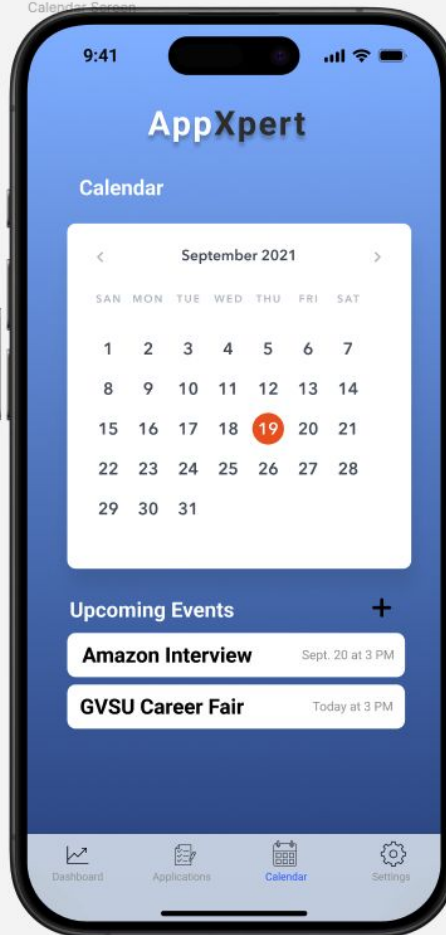 Calendar Screen
9:41
AppXpert
Calendar
< September 2021 >
SAN MON TUE WED THU FRI SAT
1 2 3 4 5 6 7
8 9 10 11 12 13 14
15 16 17 18 19 20 21
22 23 24 25 26 27 28
29 30 31
Upcoming Events +
Amazon Interview Sept. 20 at 3 PM
GVSU Career Fair Today at 3 PM
Dashboard Applications Calendar Settings